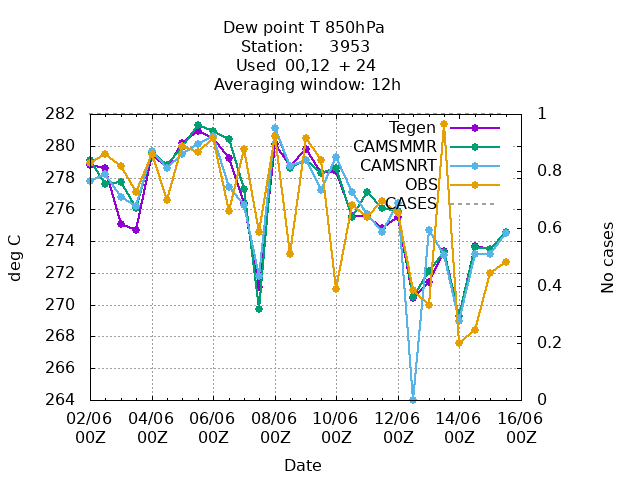 Dew point T 850hPa
Station: 3953
Used 00,12 + 24
Averaging window: 12h
282 1
280
278 0.8
276
274 0.6
272
270 0.4
268
266 0.2
264 0
Tegen
CAMSMMR
CAMSNRT
OBS
CASES
deg C
No cases
02/06 04/06 06/06 08/06 10/06 12/06 14/06 16/06
00Z 00Z 00Z 00Z 00Z 00Z 00Z 00Z
Date